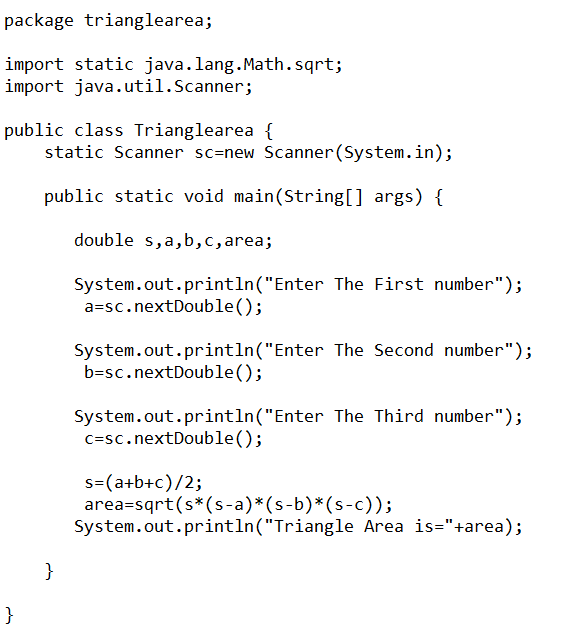 package trianglearea;

import static java.lang.Math.sqrt;
import java.util.Scanner;

public class Trianglearea {
    static Scanner sc=new Scanner(System.in);

    public static void main(String[] args) {

       double s,a,b,c,area;

       System.out.println("Enter The First number");
        a=sc.nextDouble();

       System.out.println("Enter The Second number");
        b=sc.nextDouble();

       System.out.println("Enter The Third number");
        c=sc.nextDouble();

        s=(a+b+c)/2;
        area=sqrt(s*(s-a)*(s-b)*(s-c));
       System.out.println("Triangle Area is="+area);

    }

}